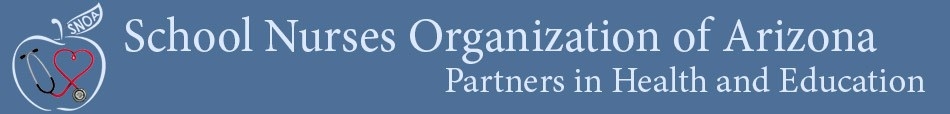 SNOA
School Nurses Organization of Arizona
Partners in Health and Education